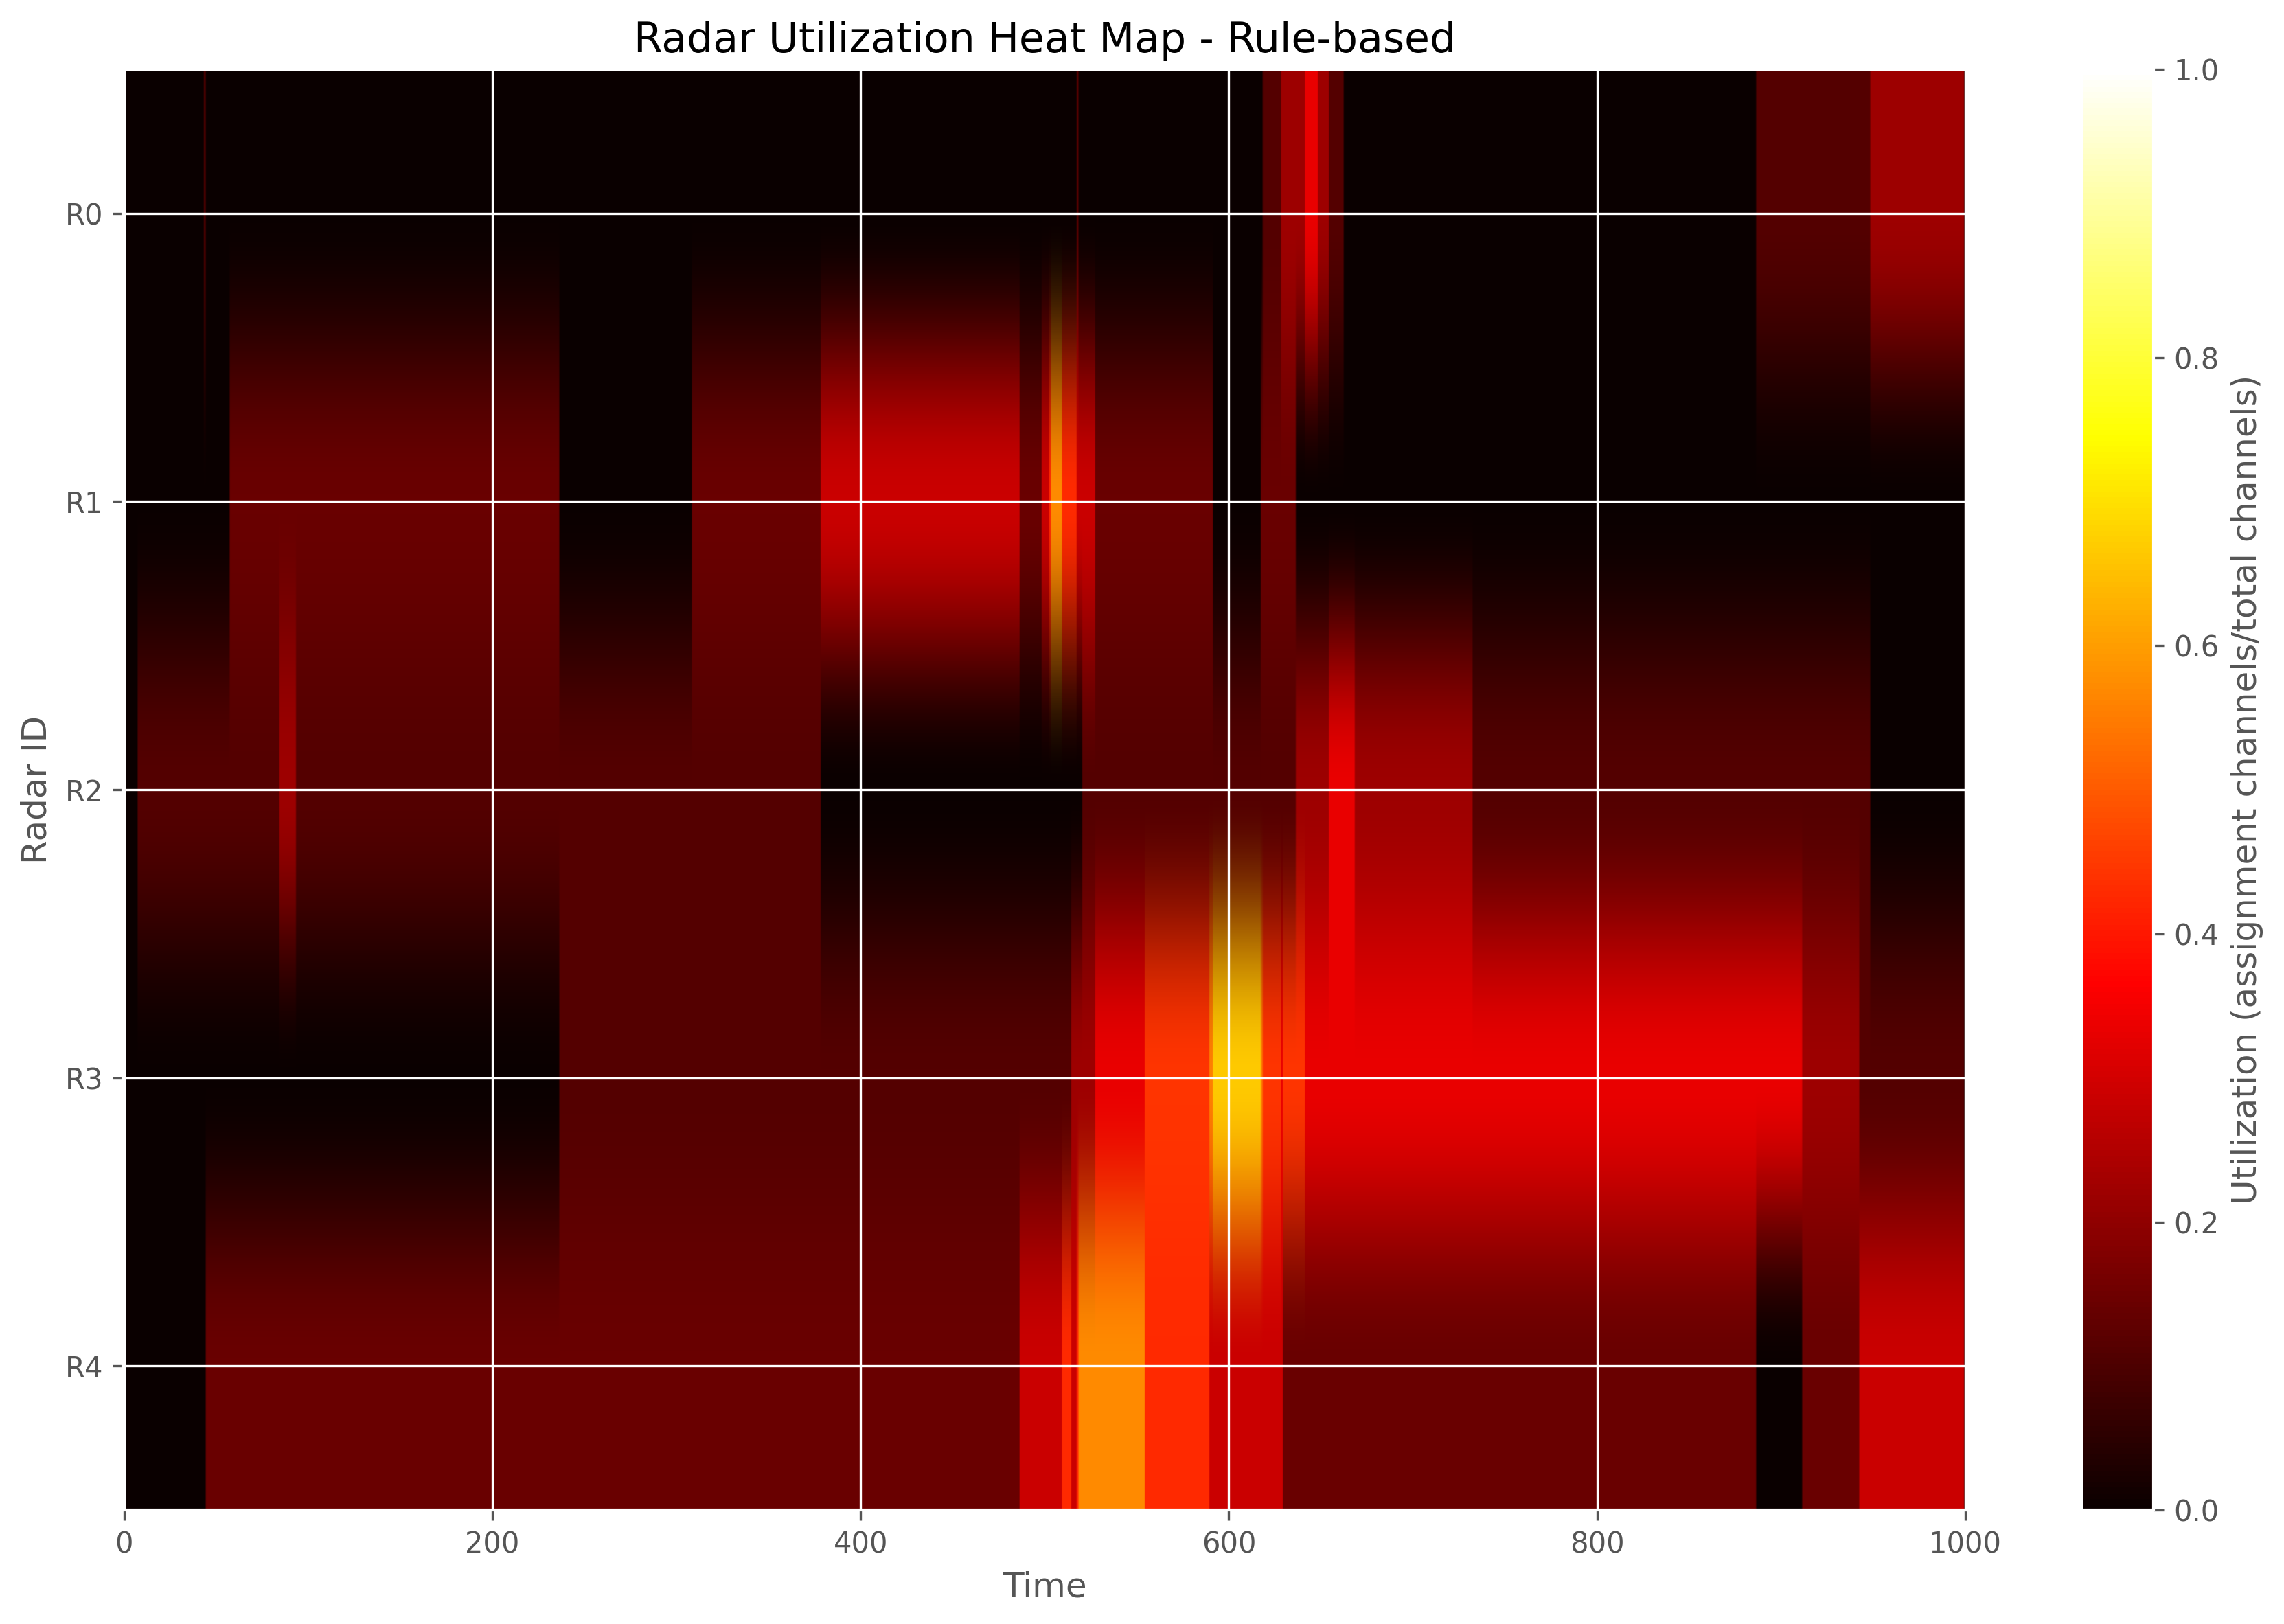 Radar Utilization Heat Map - Rule-based
R0
R1
R2
R3
R4
Radar ID
0
200
400
600
800
1000
Time
1.0
0.8
0.6
0.4
0.2
0.0
Utilization (assignment channels/total channels)